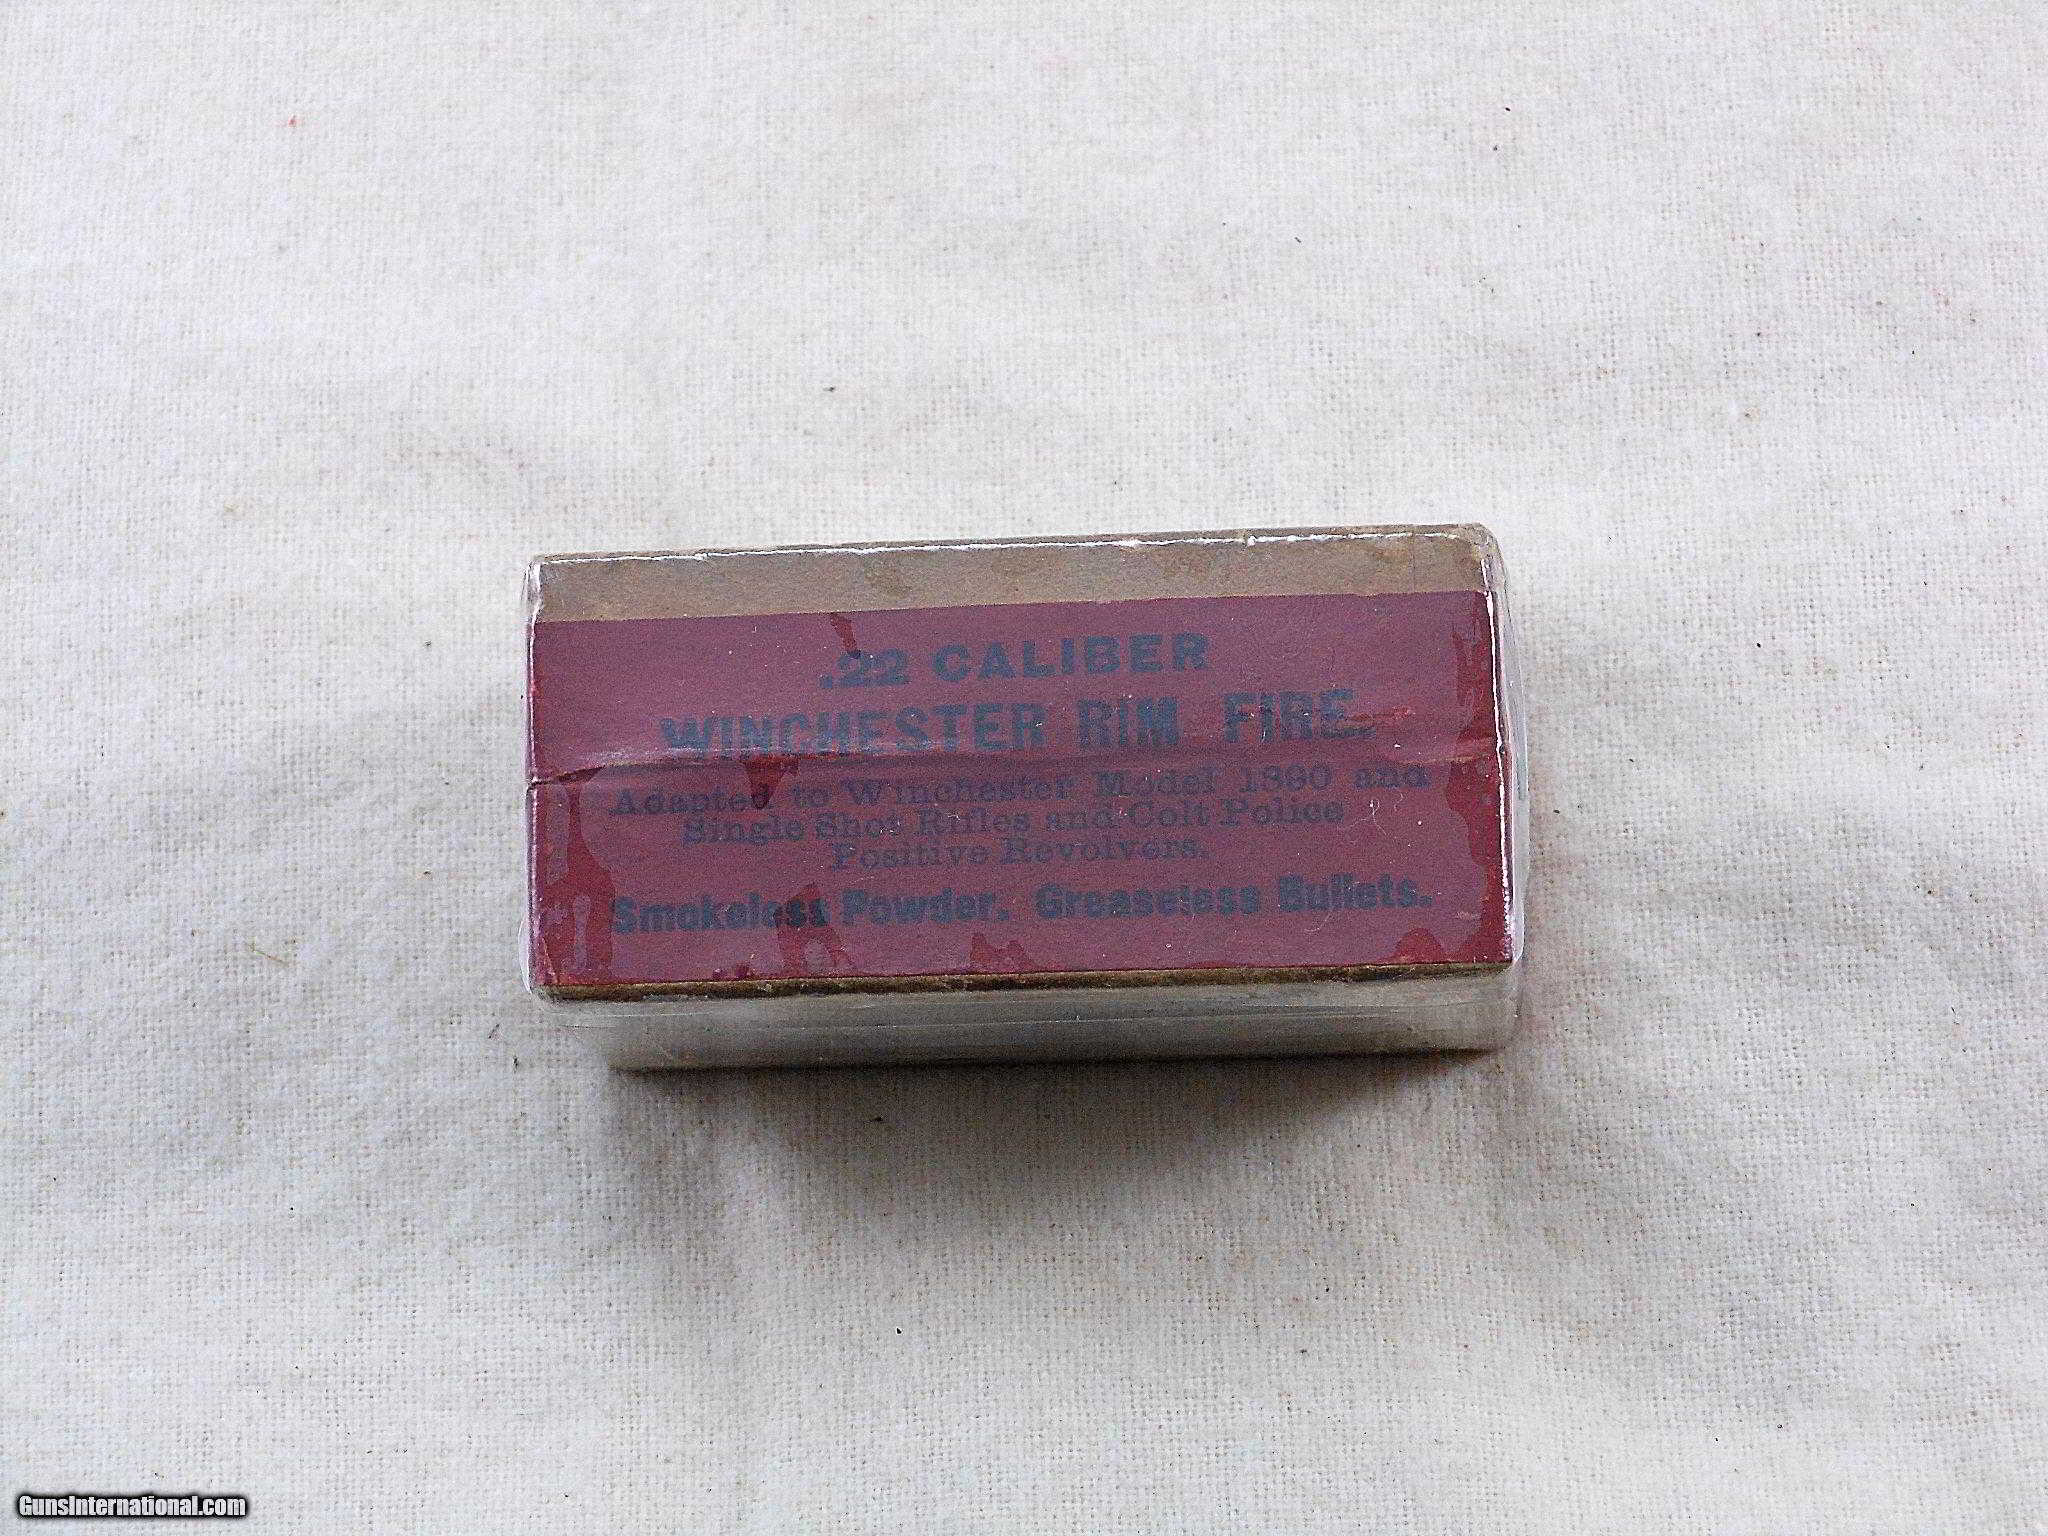 .22 CALIBER
WINCHESTER RIM FIRE.
Adapted to Winchester Model 1890 and
Single Shot Rifles and Colt Police
Positive Revolvers.
Smokeless Powder. Greaseless Bullets.
GunsInternational.com